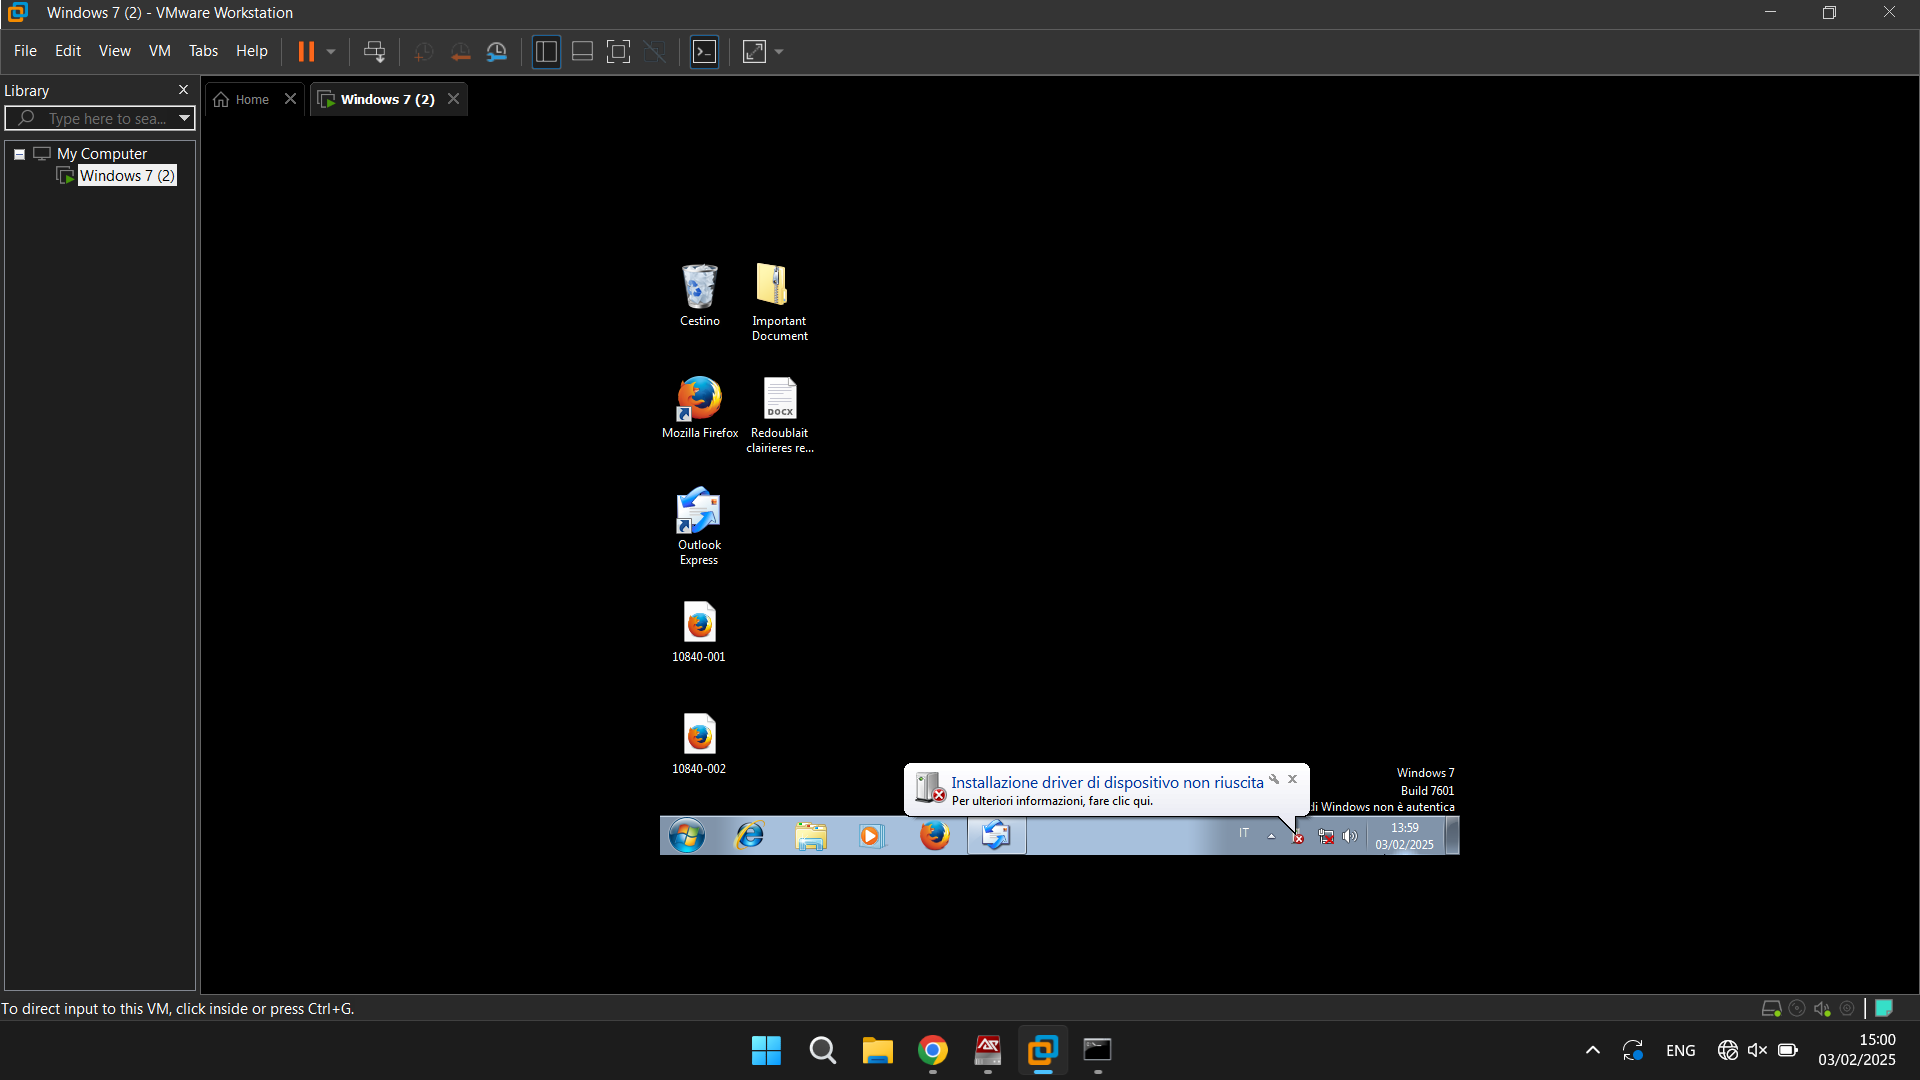 Windows 7 (2) - VMware Workstation
File Edit View VM Tabs Help
Library
Home
Windows 7 (2)
Type here to sea...
My Computer
Windows 7 (2)
Cestino
Important
Document
Mozilla Firefox
DOCX
Redoublait
clairieres re...
Outlook
Express
10840-001
10840-002
Installazione driver di dispositivo non riuscita
Per ulteriori informazioni, fare clic qui.
Windows 7
Build 7601
di Windows non è autentica
IT
13:59
03/02/2025
To direct input to this VM, click inside or press Ctrl+G.
ENG
15:00
03/02/2025